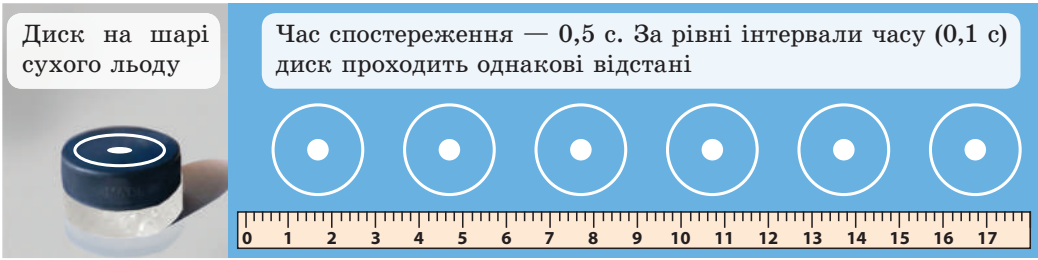 Диск на шарі
сухого льоду
Час спостереження — 0,5 с. За рівні інтервали часу (0,1 с)
диск проходить однакові відстані
0 1 2 3 4 5 6 7 8 9 10 11 12 13 14 15 16 17